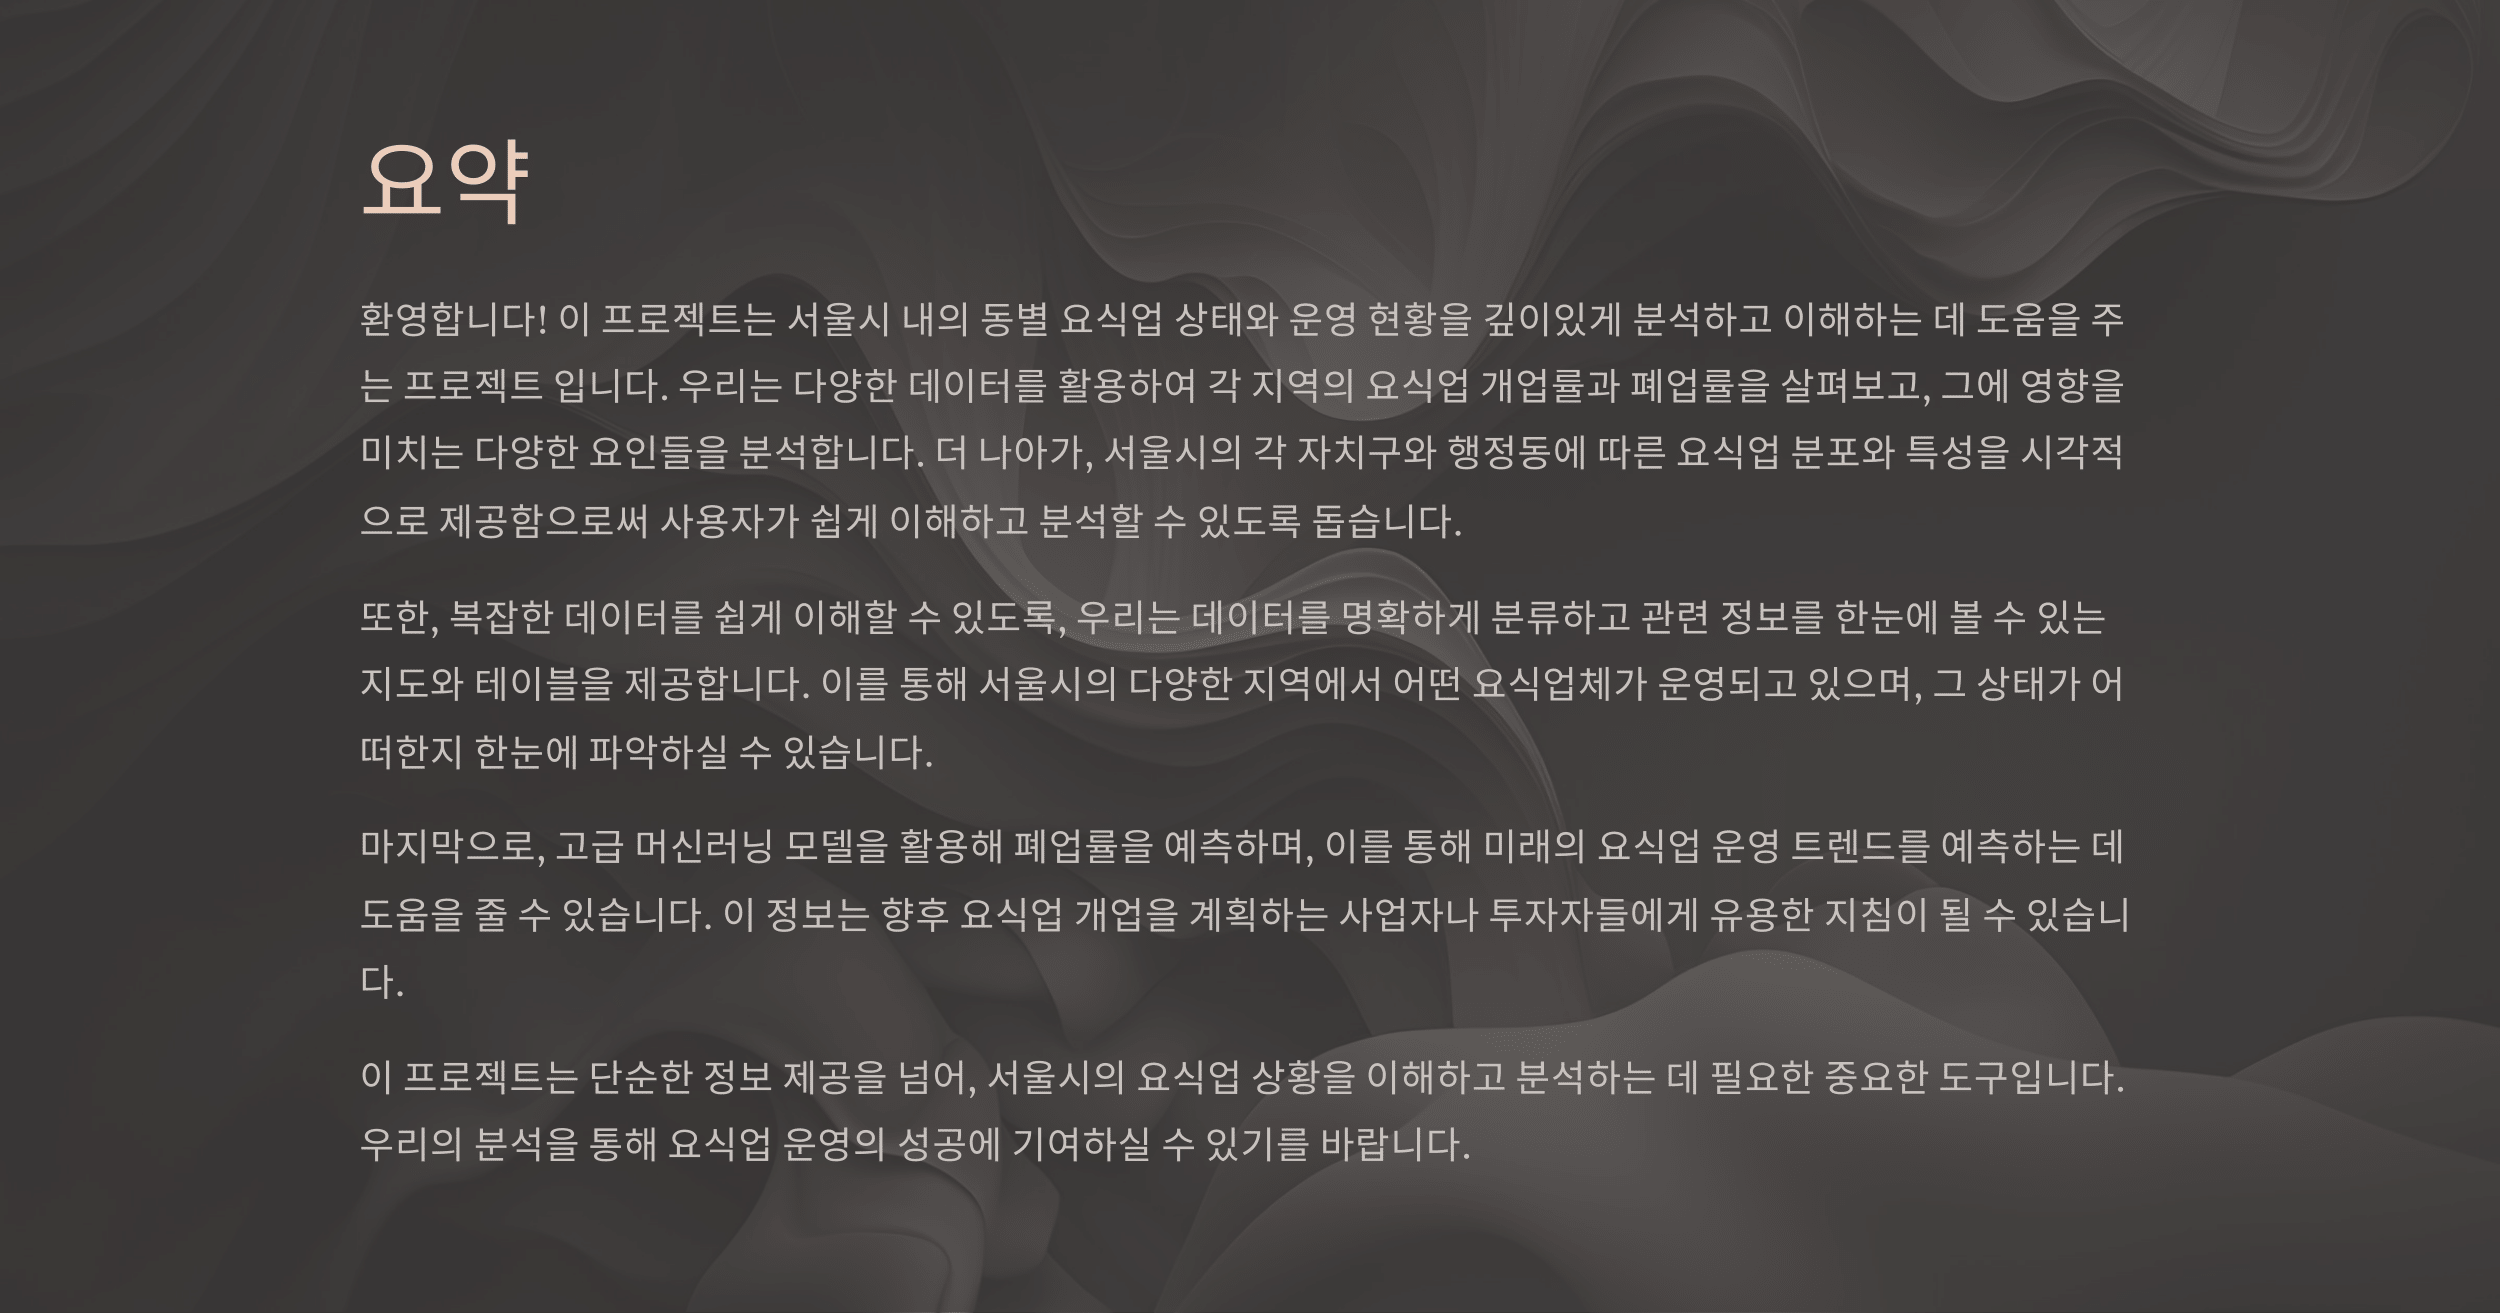 요약
환영합니다! 이 프로젝트는 서울시 내의 동별 요식업 상태와 운영 현황을 깊이있게 분석하고 이해하는 데 도움을 주
는 프로젝트 입니다. 우리는 다양한 데이터를 활용하여 각 지역의 요식업 개업률과 폐업률을 살펴보고, 그에 영향을
미치는 다양한 요인들을 분석합니다. 더 나아가, 서울시의 각 자치구와 행정동에 따른 요식업 분포와 특성을 시각적
으로 제공함으로써 사용자가 쉽게 이해하고 분석할 수 있도록 돕습니다.
또한, 복잡한 데이터를 쉽게 이해할 수 있도록, 우리는 데이터를 명확하게 분류하고 관련 정보를 한눈에 볼 수 있는
지도와 테이블을 제공합니다. 이를 통해 서울시의 다양한 지역에서 어떤 요식업체가 운영되고 있으며, 그 상태가 어
떠한지 한눈에 파악하실 수 있습니다.
마지막으로, 고급 머신러닝 모델을 활용해 폐업률을 예측하며, 이를 통해 미래의 요식업 운영 트렌드를 예측하는 데
도움을 줄 수 있습니다. 이 정보는 향후 요식업 개업을 계획하는 사업자나 투자자들에게 유용한 지침이 될 수 있습니
다.
이 프로젝트는 단순한 정보 제공을 넘어, 서울시의 요식업 상황을 이해하고 분석하는 데 필요한 중요한 도구입니다.
우리의 분석을 통해 요식업 운영의 성공에 기여하실 수 있기를 바랍니다.